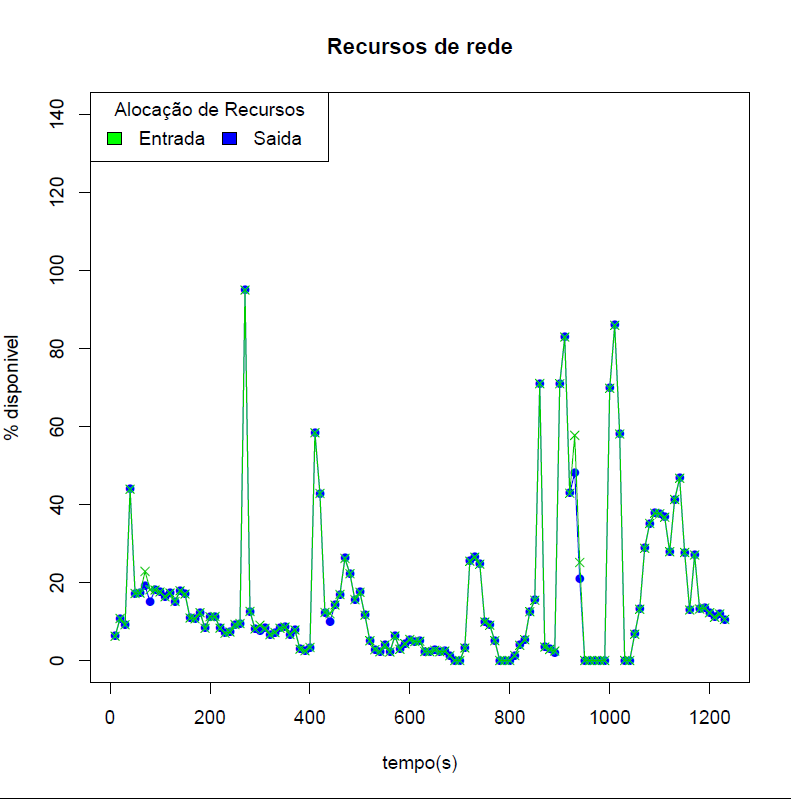 Recursos de rede
Alocação de Recursos
Entrada Saida
% disponivel
140
120
100
80
60
40
20
0
0 200 400 600 800 1000 1200
tempo(s)